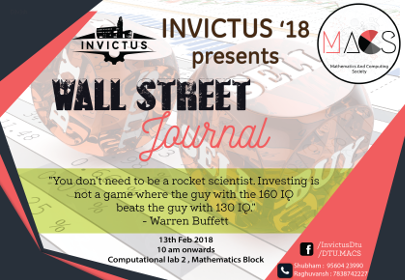 INVICTUS
INVICTUS '18
presents
MACS
Mathematics And Computing
Society
WALL STREET
Journal
"You don't need to be a rocket scientist. Investing is
not a game where the guy with the 160 IQ
beats the guy with 130 IQ."
- Warren Buffett
13th Feb 2018
10 am onwards
Computational lab 2 , Mathematics Block
/InvictusDtu
/DTU.MACS
Shubham : 95604 23990
Raghuvansh : 7838742227